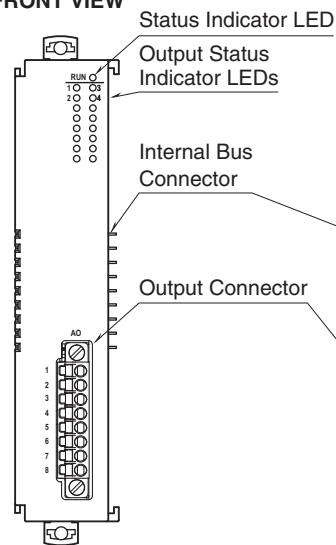 FRONT VIEW
Status Indicator LED
Output Status
Indicator LEDs
RUN
1 3
2 4
Internal Bus
Connector
Output Connector
AO
1
2
3
4
5
6
7
8